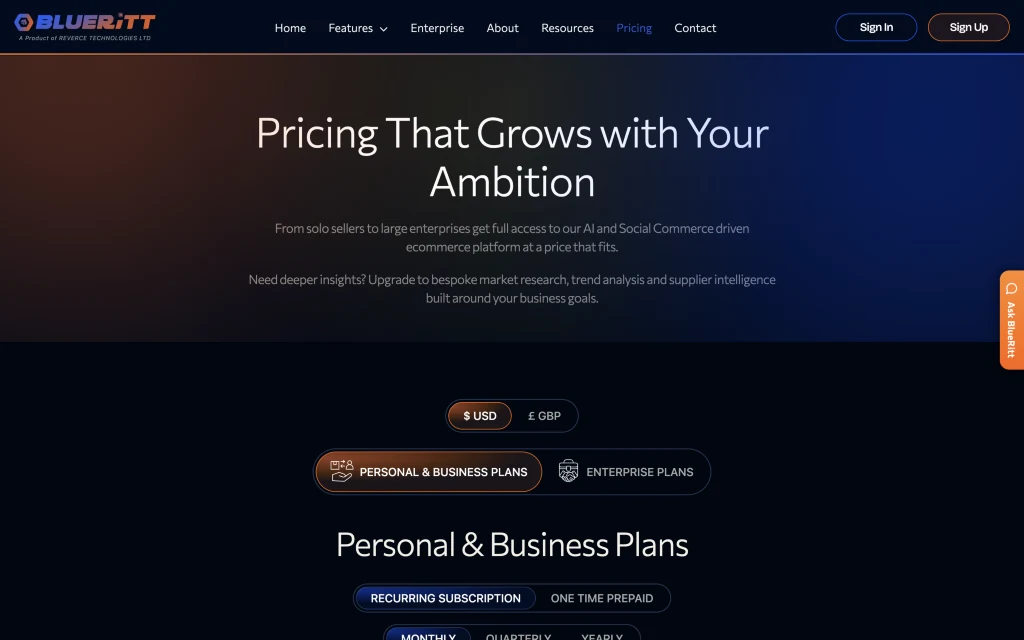 BLUERITT
A Product of REVERCE TECHNOLOGIES LTD
Home
Features
Enterprise
About
Resources
Pricing
Contact
Sign In
Sign Up
Pricing That Grows with Your
Ambition
From solo sellers to large enterprises get full access to our AI and Social Commerce driven
ecommerce platform at a price that fits.
Need deeper insights? Upgrade to bespoke market research, trend analysis and supplier intelligence
built around your business goals.
Ask BlueRitt
$ USD
£ GBP
PERSONAL & BUSINESS PLANS
ENTERPRISE PLANS
Personal & Business Plans
RECURRING SUBSCRIPTION
ONE TIME PREPAID
MONTHLY
QUARTERLY
YEARLY